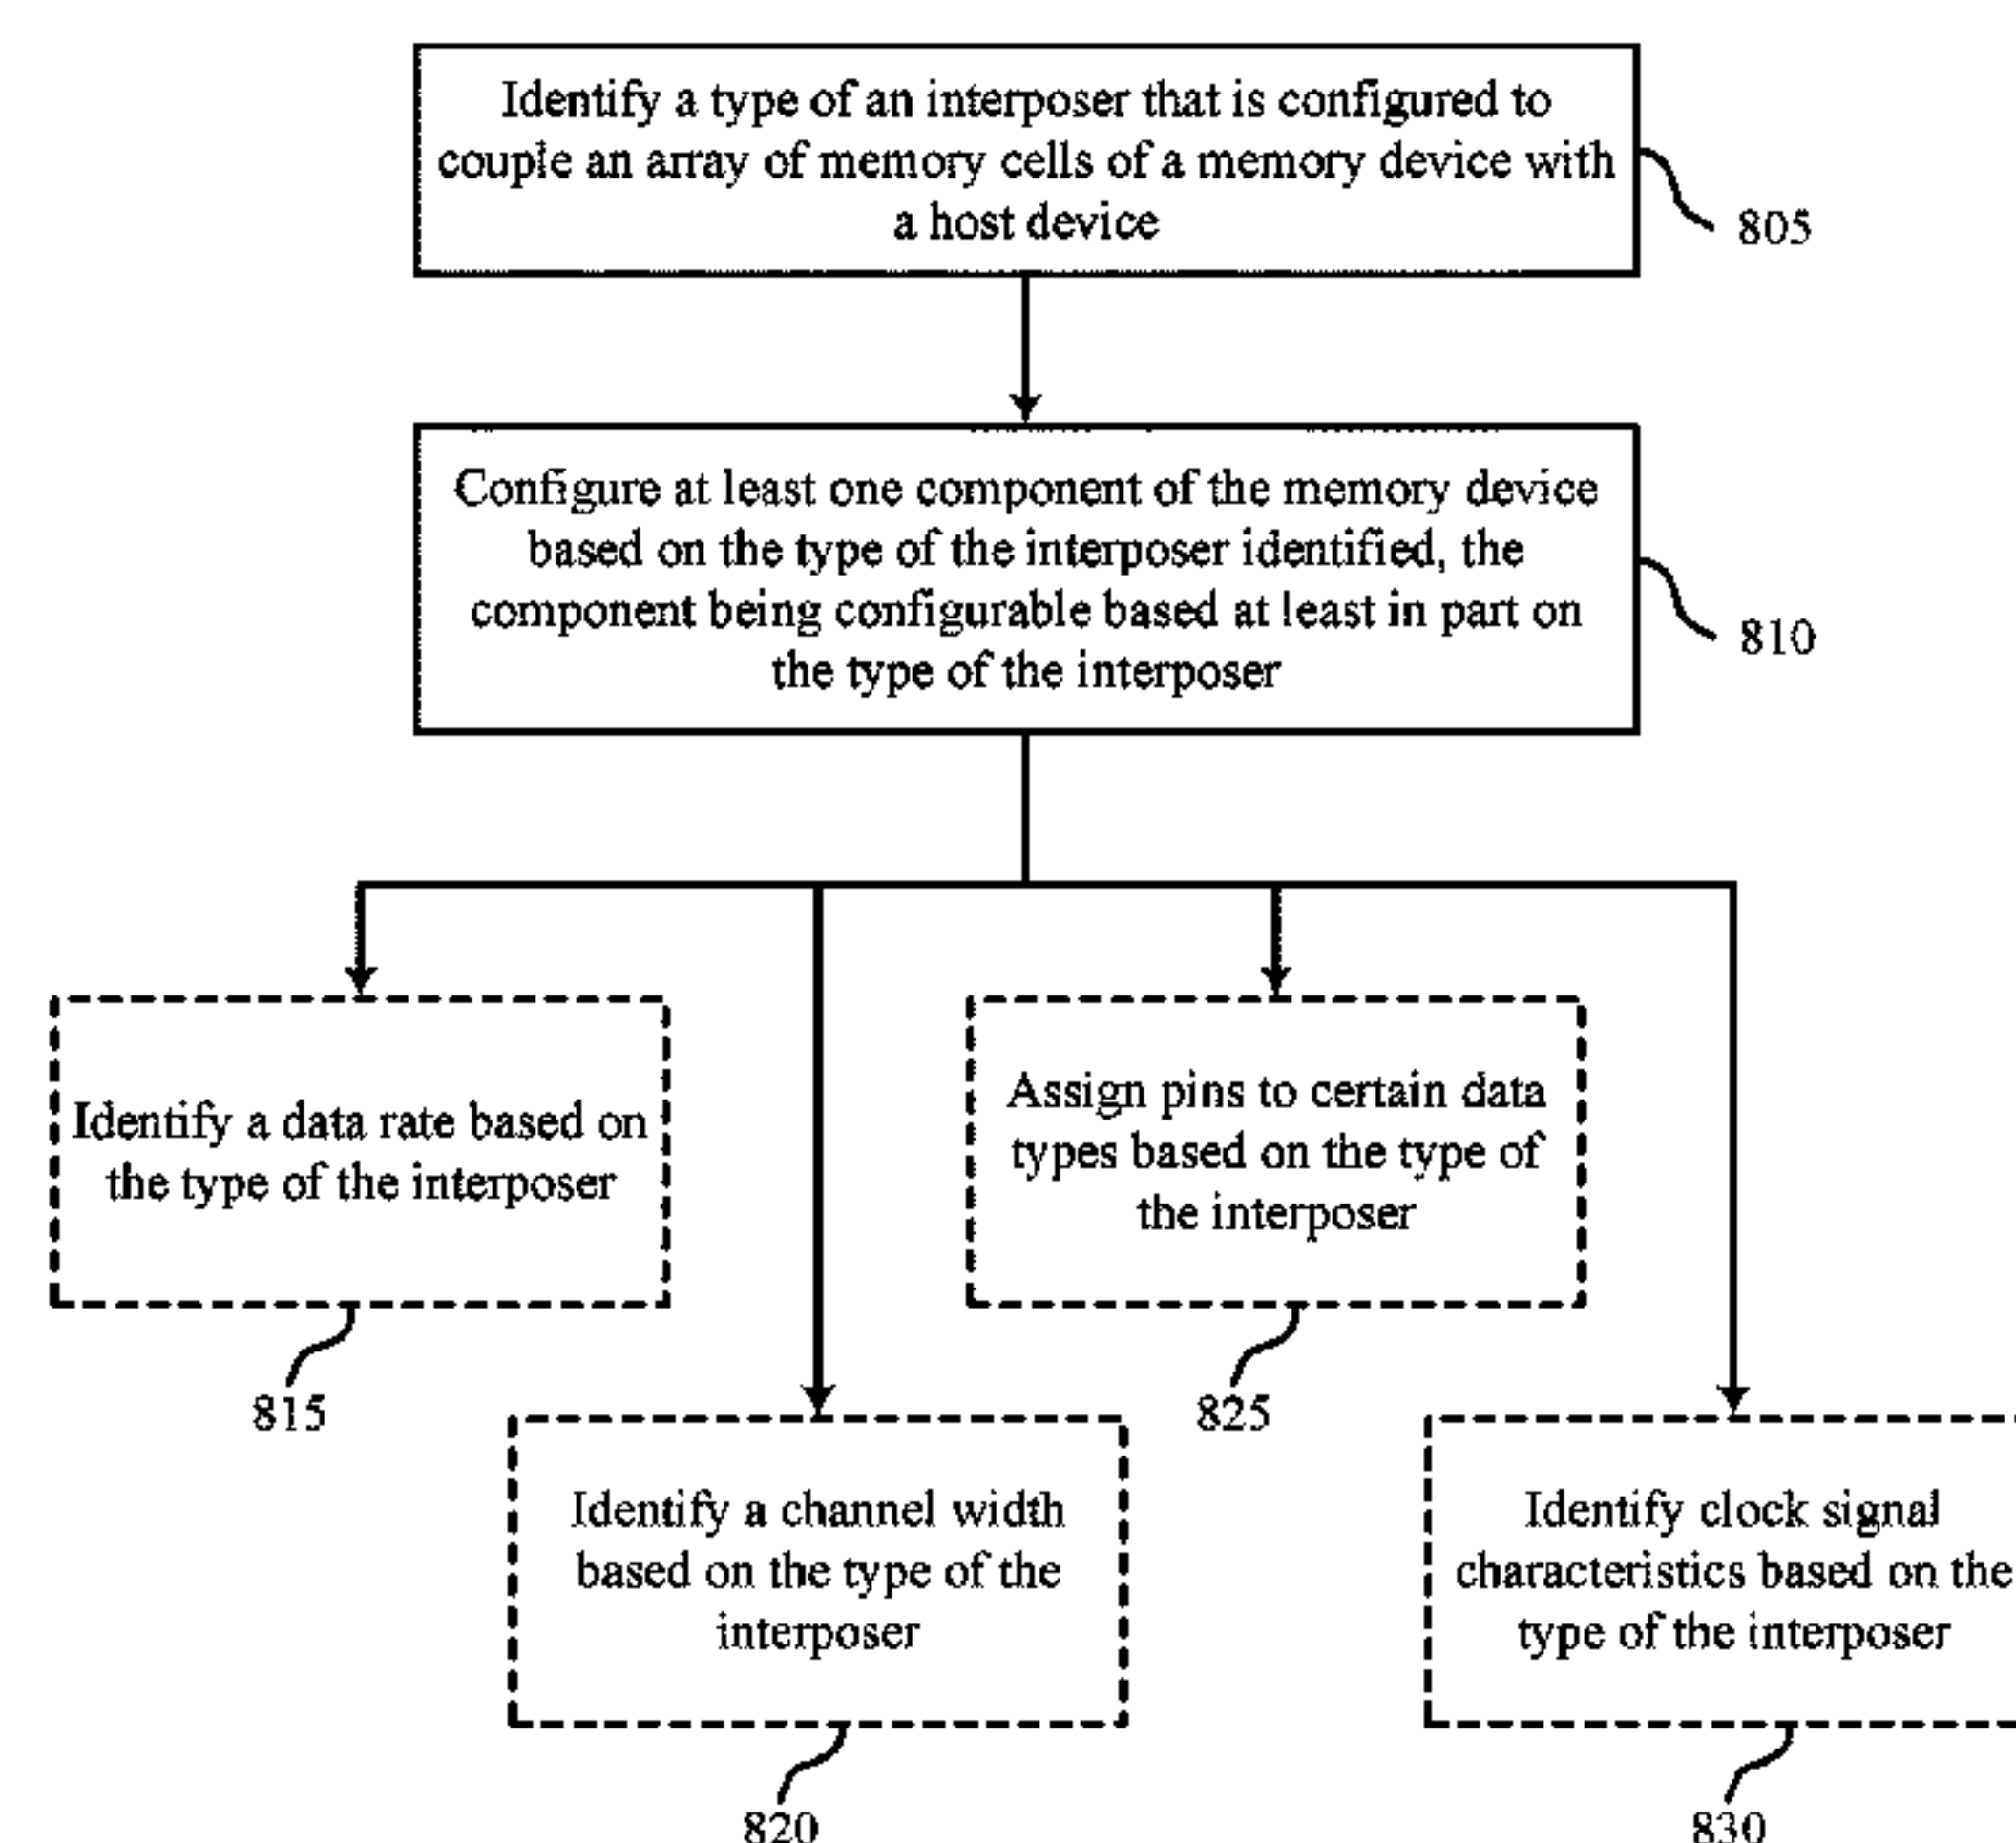 Identify a type of an interposer that is configured to
couple an array of memory cells of a memory device with
a host device
805
Configure at least one component of the memory device
based on the type of the interposer identified, the
component being configurable based at least in part on
the type of the interposer
810
Identify a data rate based on
the type of the interposer
815
Assign pins to certain data
types based on the type of
the interposer
825
Identify a channel width
based on the type of the
interposer
820
Identify clock signal
characteristics based on the
type of the interposer
830